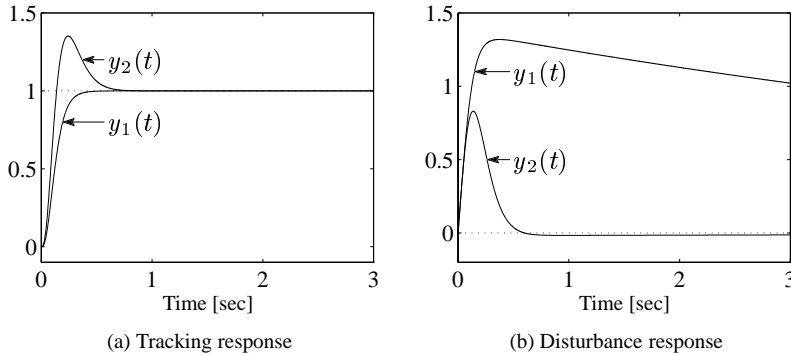 1.5
1
0.5
0
y₂(t)
y₁(t)
0 1 2 3
Time [sec]
(a) Tracking response
1.5
1
0.5
0
y₁(t)
y₂(t)
0 1 2 3
Time [sec]
(b) Disturbance response